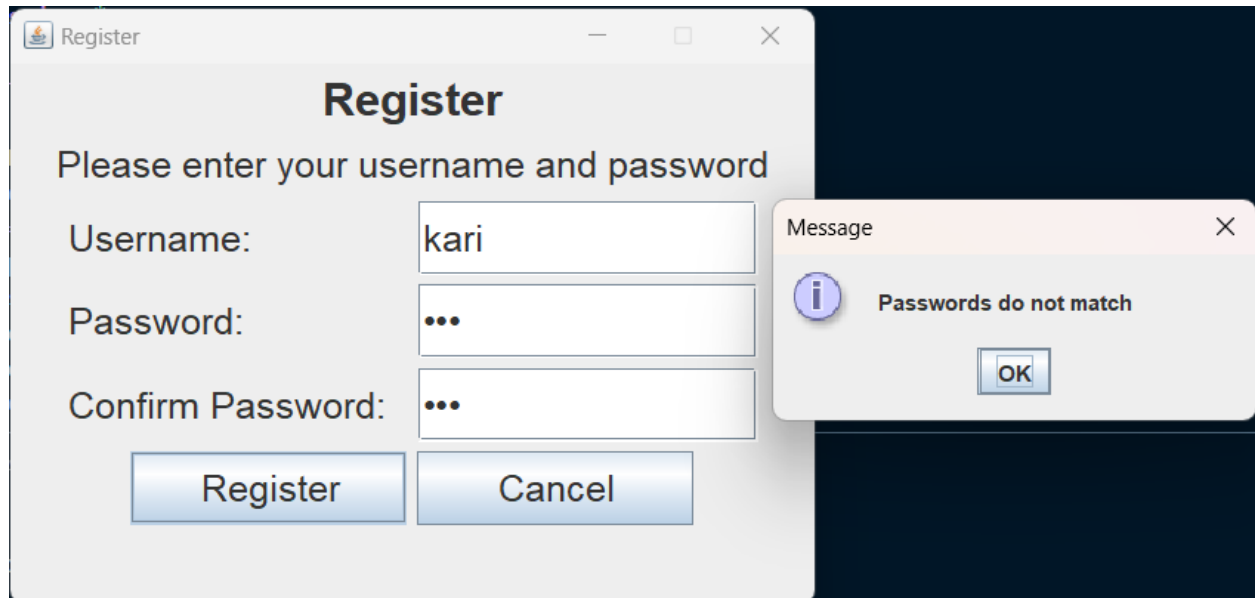 Register
Register
Please enter your username and password
Username: kari
Password: •••
Confirm Password: •••
Register Cancel
Message
Passwords do not match
OK